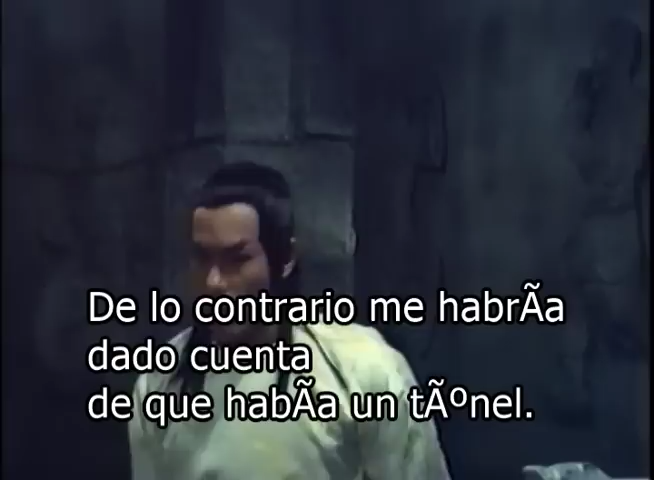 De lo contrario me habrÃa
dado cuenta
de que habÃa un tÃºnel.